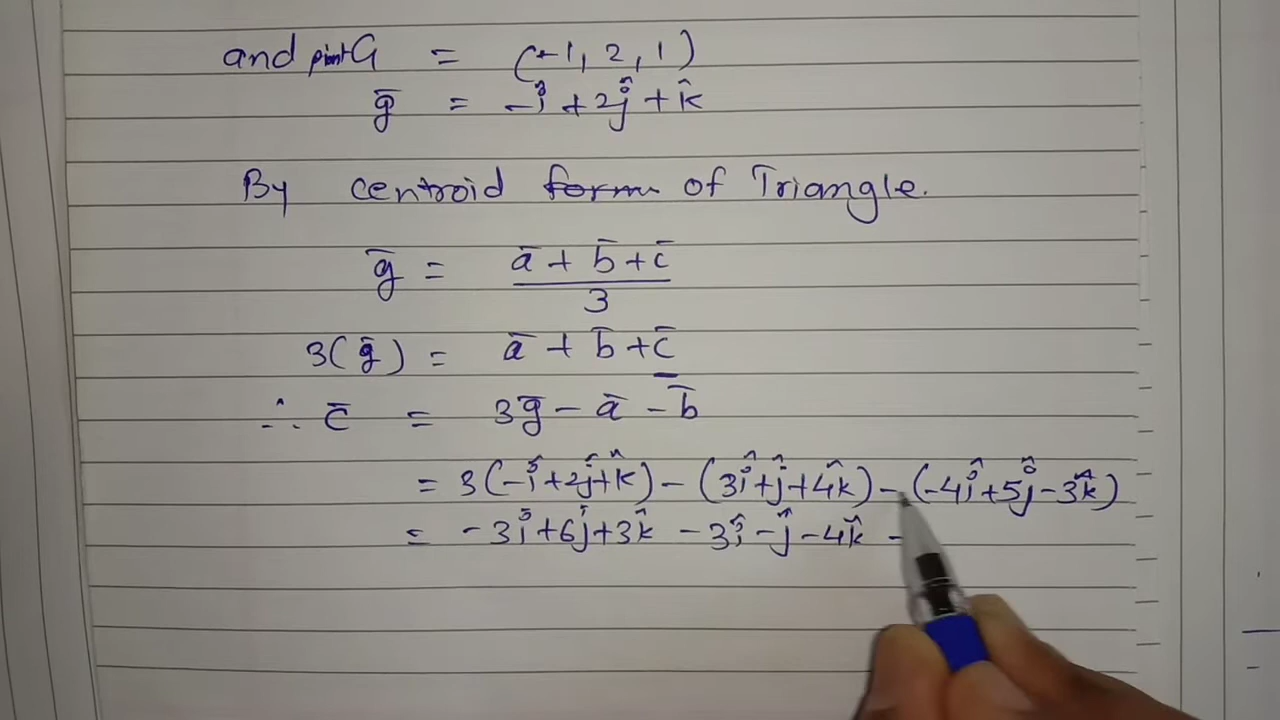 and point G = (-1, 2, 1)
g̅ = -î + 2ĵ + k̂
By centroid form of Triangle.
g̅ = (a̅ + b̅ + c̅) / 3
3(g̅) = a̅ + b̅ + c̅
∴ c̅ = 3g̅ - a̅ - b̅
= 3(-î + 2ĵ + k̂) - (3î + ĵ + 4k̂) - (-4î + 5ĵ - 3k̂)
= -3î + 6ĵ + 3k̂ - 3î - ĵ - 4k̂ -